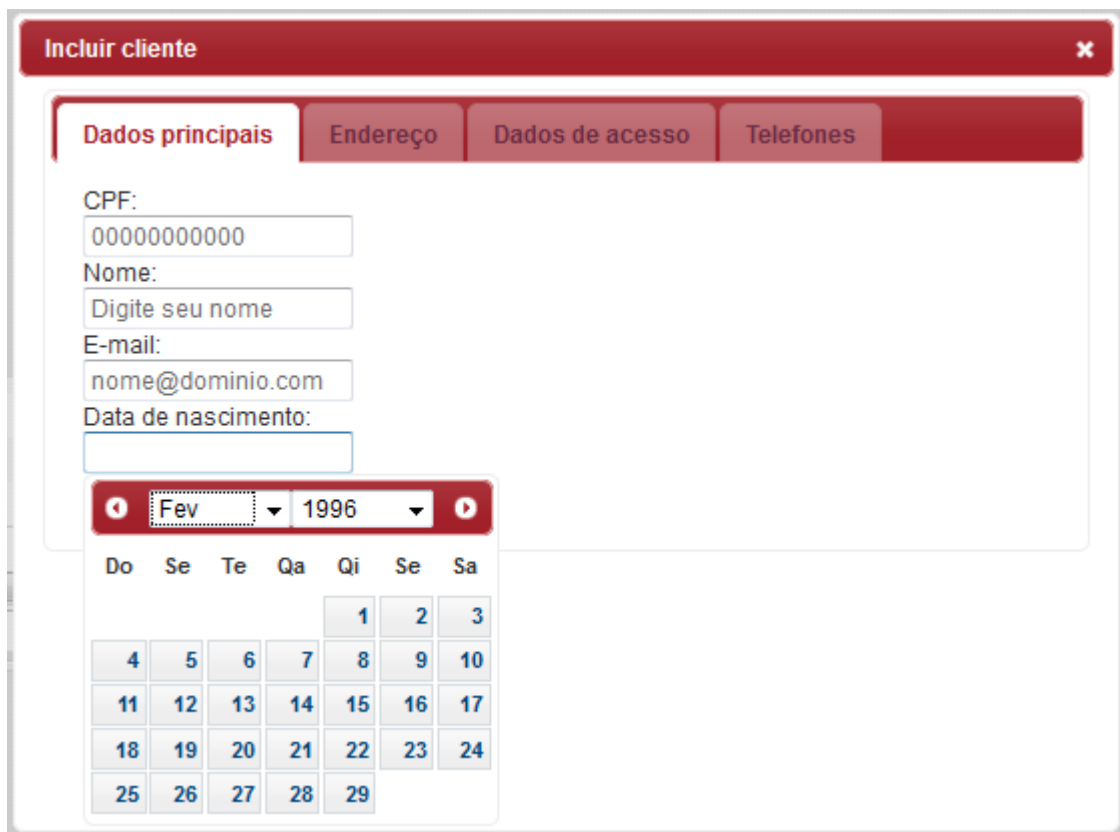 Incluir cliente
Dados principais Endereço Dados de acesso Telefones
CPF:
00000000000
Nome:
Digite seu nome
E-mail:
nome@dominio.com
Data de nascimento:
Fev 1996
Do Se Te Qa Qi Se Sa
1 2 3
4 5 6 7 8 9 10
11 12 13 14 15 16 17
18 19 20 21 22 23 24
25 26 27 28 29